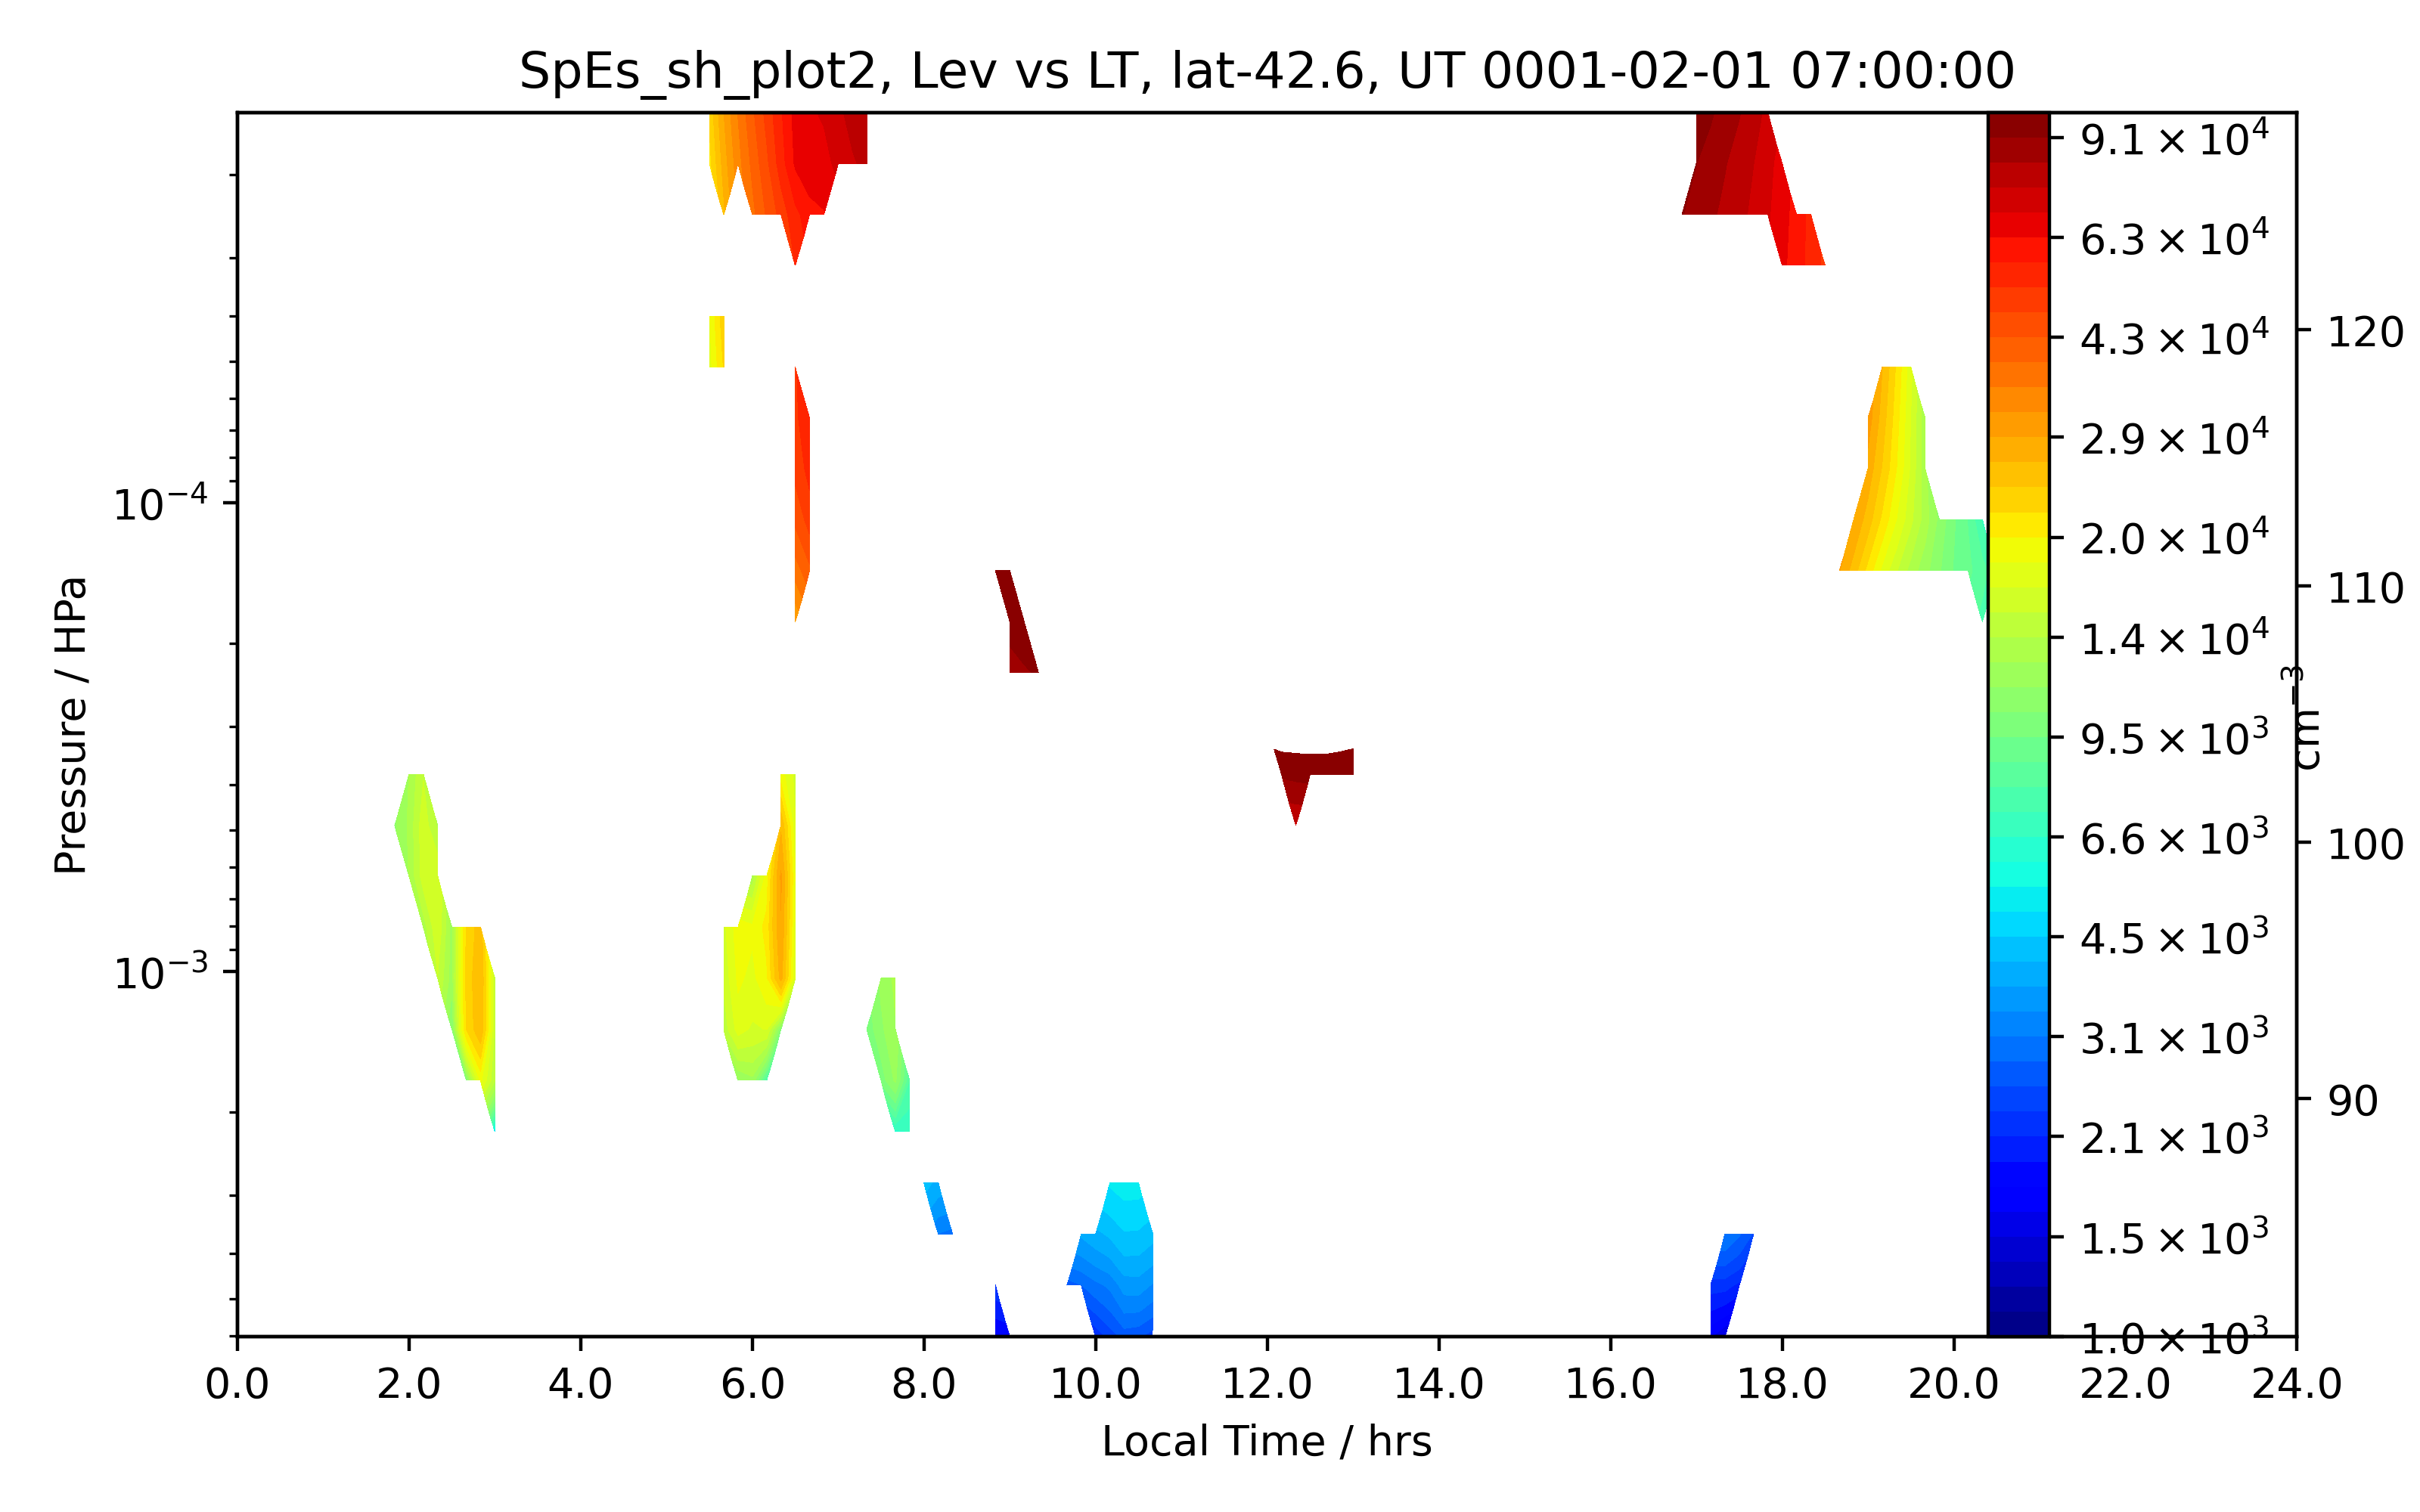 SpEs_sh_plot2, Lev vs LT, lat-42.6, UT 0001-02-01 07:00:00
Pressure / HPa
10⁻⁴
10⁻³
9.1 × 10⁴
6.3 × 10⁴
4.3 × 10⁴
2.9 × 10⁴
2.0 × 10⁴
1.4 × 10⁴
9.5 × 10³
6.6 × 10³
4.5 × 10³
3.1 × 10³
2.1 × 10³
1.5 × 10³
1.0 × 10³
cm⁻³
120
110
100
90
0.0 2.0 4.0 6.0 8.0 10.0 12.0 14.0 16.0 18.0 20.0 22.0 24.0
Local Time / hrs